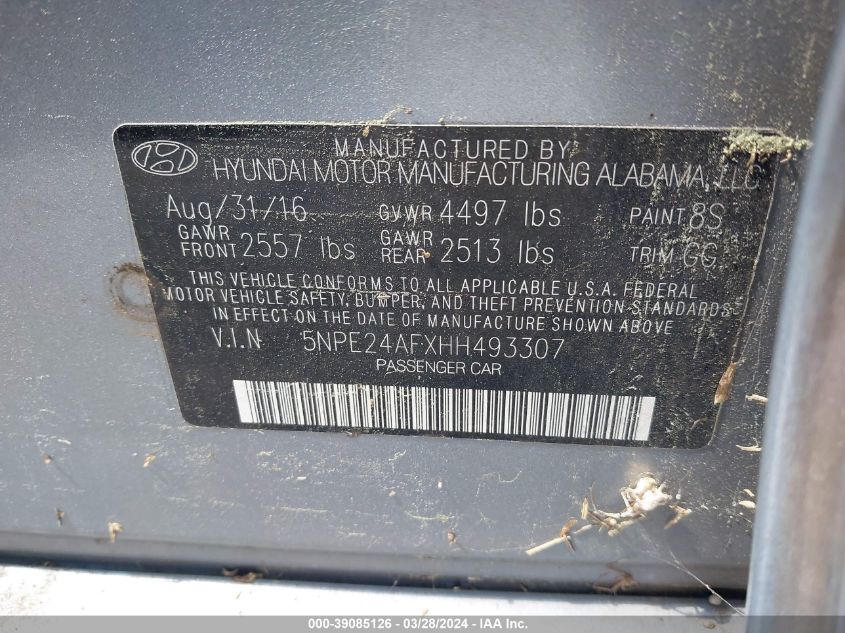 MANUFACTURED BY
HYUNDAI MOTOR MANUFACTURING ALABAMA, LLC
Aug/31/16 GVWR 4497 lbs PAINT 8S
GAWR FRONT 2557 lbs GAWR REAR 2513 lbs TRIM GG
THIS VEHICLE CONFORMS TO ALL APPLICABLE U.S.A. FEDERAL
MOTOR VEHICLE SAFETY, BUMPER, AND THEFT PREVENTION STANDARDS
IN EFFECT ON THE DATE OF MANUFACTURE SHOWN ABOVE.
V.I.N 5NPE24AFXHH493307
PASSENGER CAR
000-39085126 - 03/28/2024 - IAA Inc.